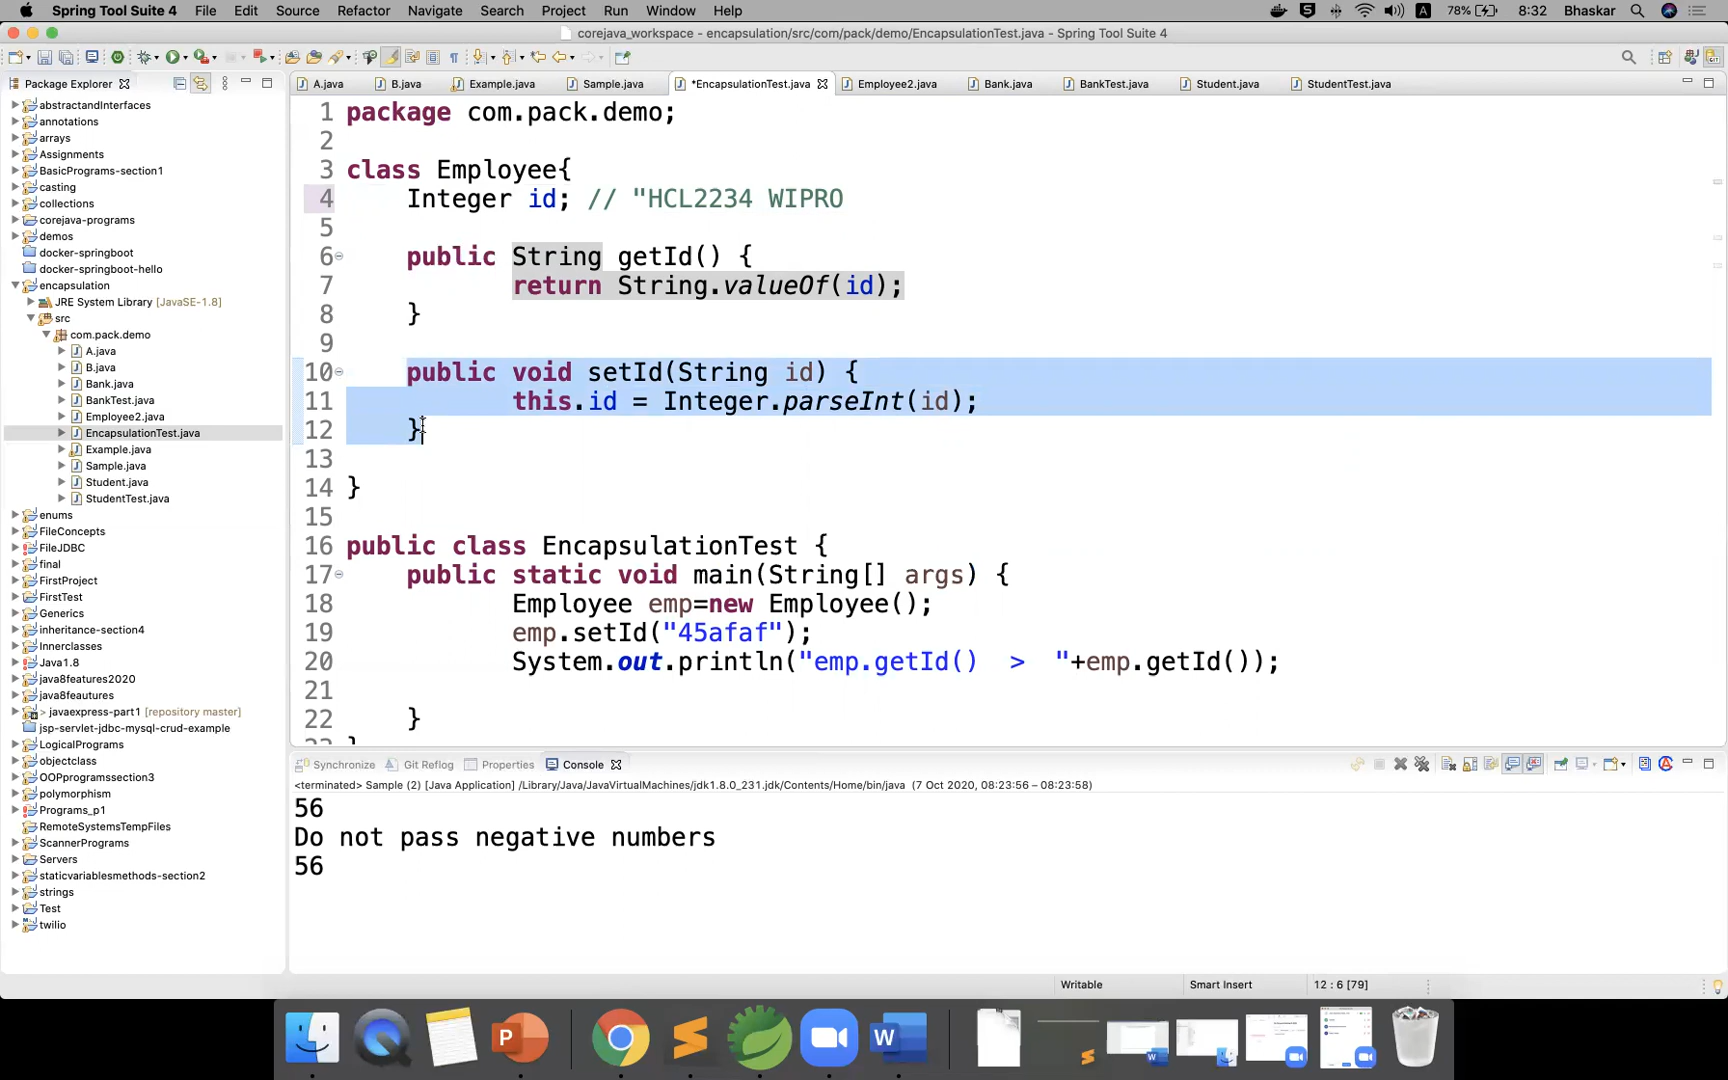 Spring Tool Suite 4 File Edit Source Refactor Navigate Search Project Run Window Help 78% 8:32 Bhaskar
corejava_workspace - encapsulation/src/com/pack/demo/EncapsulationTest.java - Spring Tool Suite 4
Package Explorer
A.java B.java Example.java Sample.java *EncapsulationTest.java Employee2.java Bank.java BankTest.java Student.java StudentTest.java
abstractandInterfaces
annotations
arrays
Assignments
BasicPrograms-section1
casting
collections
corejava-programs
demos
docker-springboot
docker-springboot-hello
encapsulation
JRE System Library [JavaSE-1.8]
src
com.pack.demo
A.java
B.java
Bank.java
BankTest.java
Employee2.java
EncapsulationTest.java
Example.java
Sample.java
Student.java
StudentTest.java
enums
FileConcepts
FileJDBC
final
FirstProject
FirstTest
Generics
inheritance-section4
Innerclasses
Java1.8
java8features2020
java8feautures
> javaexpress-part1 [repository master]
jsp-servlet-jdbc-mysql-crud-example
LogicalPrograms
objectclass
OOPprogramssection3
polymorphism
Programs_p1
RemoteSystemsTempFiles
ScannerPrograms
Servers
staticvariablesmethods-section2
strings
Test
twilio
1 package com.pack.demo;
2
3 class Employee{
4 Integer id; // "HCL2234 WIPRO
5
6 public String getId() {
7 return String.valueOf(id);
8 }
9
10 public void setId(String id) {
11 this.id = Integer.parseInt(id);
12 }
13
14 }
15
16 public class EncapsulationTest {
17 public static void main(String[] args) {
18 Employee emp=new Employee();
19 emp.setId("45afaf");
20 System.out.println("emp.getId() > "+emp.getId());
21
22 }
23 }
Synchronize Git Reflog Properties Console
<terminated> Sample (2) [Java Application] /Library/Java/JavaVirtualMachines/jdk1.8.0_231.jdk/Contents/Home/bin/java (7 Oct 2020, 08:23:56 – 08:23:58)
56
Do not pass negative numbers
56
Writable Smart Insert 12 : 6 [79]